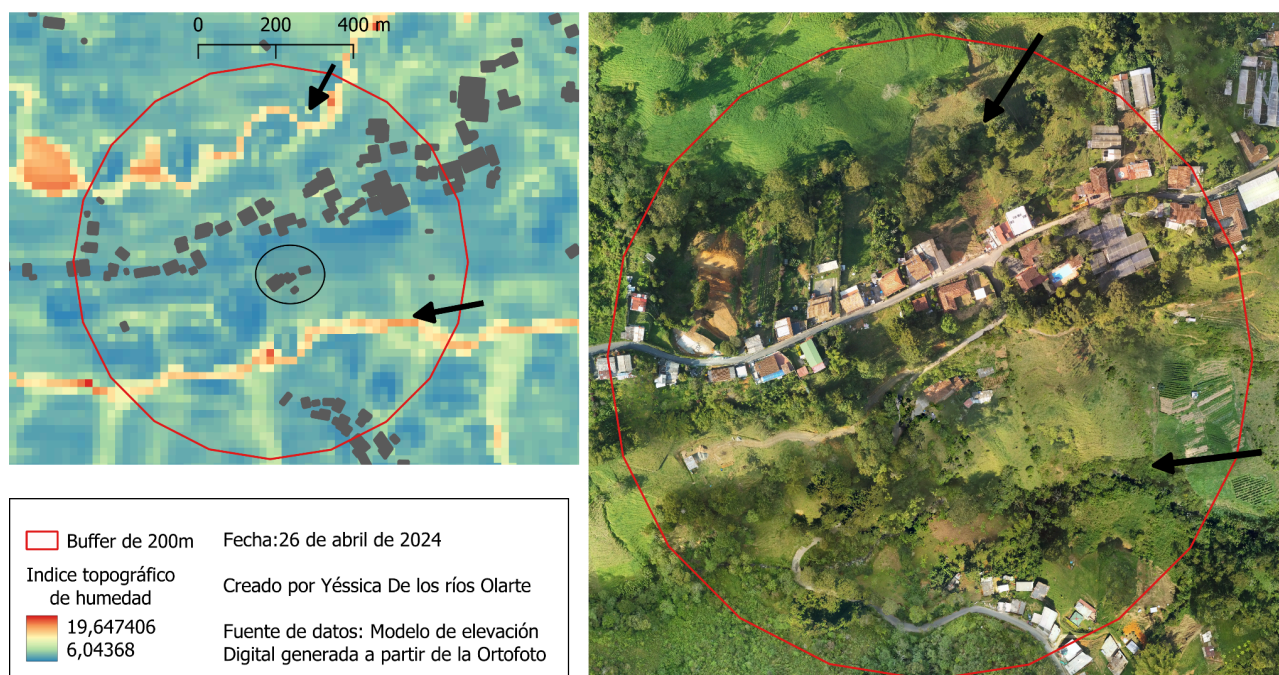 0 200 400 m
Buffer de 200m
Indice topográfico
de humedad
19,647406
6,04368
Fecha:26 de abril de 2024
Creado por Yéssica De los ríos Olarte
Fuente de datos: Modelo de elevación
Digital generada a partir de la Ortofoto